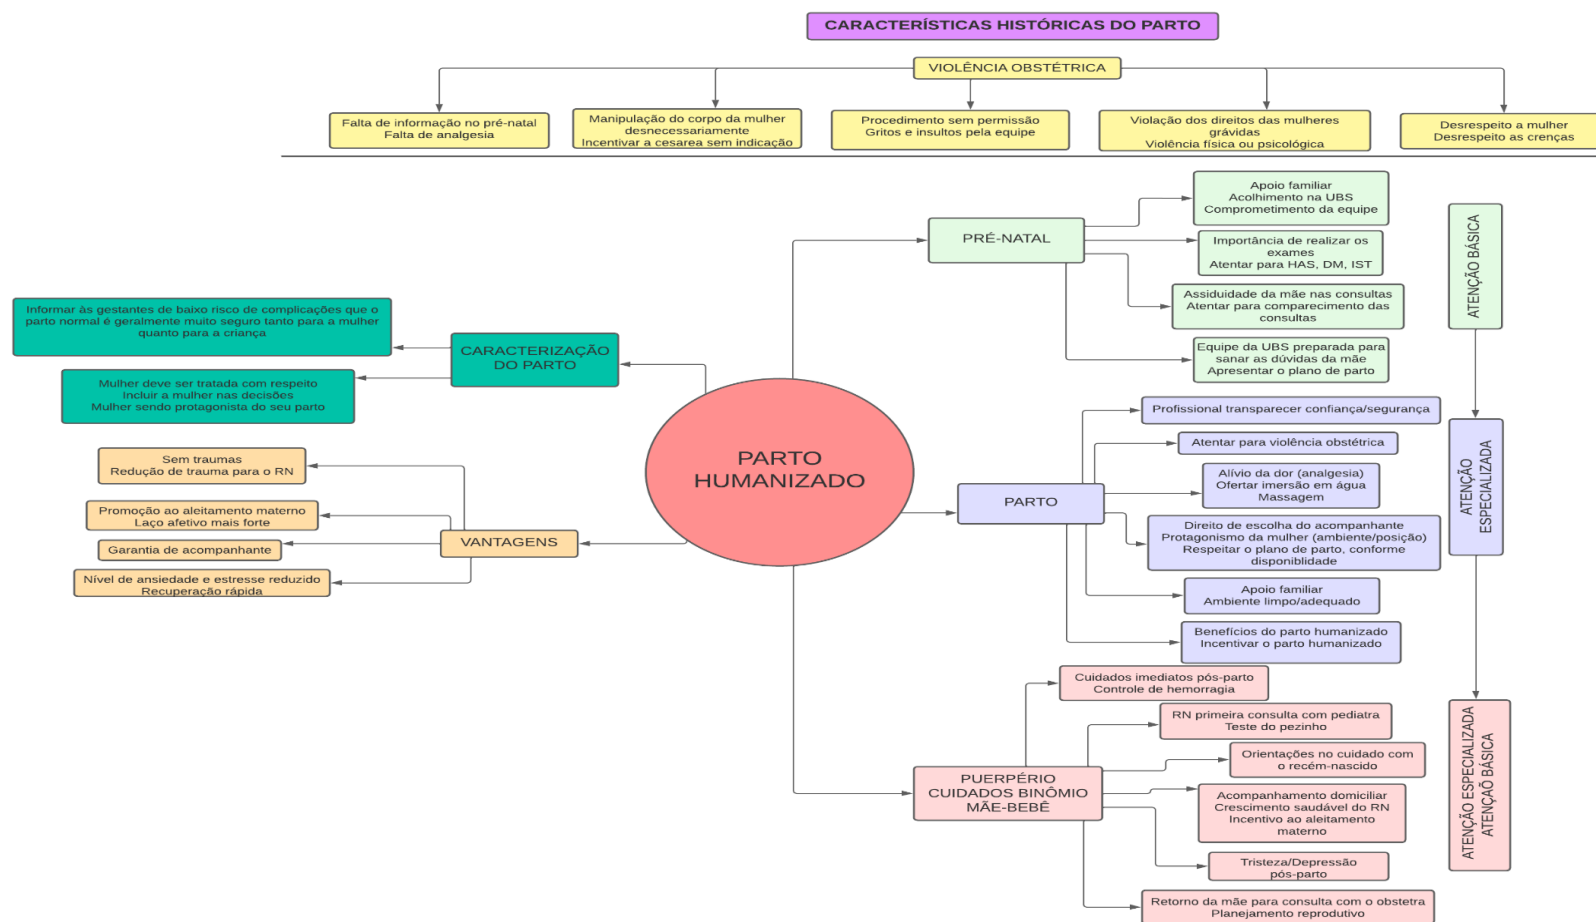 CARACTERÍSTICAS HISTÓRICAS DO PARTO
VIOLÊNCIA OBSTÉTRICA
Falta de informação no pré-natal
Falta de analgesia
Manipulação do corpo da mulher
desnecessariamente
Incentivar a cesarea sem indicação
Procedimento sem permissão
Gritos e insultos pela equipe
Violação dos direitos das mulheres
grávidas
Violência física ou psicológica
Desrespeito a mulher
Desrespeito as crenças
PARTO
HUMANIZADO
CARACTERIZAÇÃO
DO PARTO
Informar às gestantes de baixo risco de complicações que o
parto normal é geralmente muito seguro tanto para a mulher
quanto para a criança
Mulher deve ser tratada com respeito
Incluir a mulher nas decisões
Mulher sendo protagonista do seu parto
VANTAGENS
Sem traumas
Redução de trauma para o RN
Promoção ao aleitamento materno
Laço afetivo mais forte
Garantia de acompanhante
Nível de ansiedade e estresse reduzido
Recuperação rápida
PRÉ-NATAL
Apoio familiar
Acolhimento na UBS
Comprometimento da equipe
Importância de realizar os
exames
Atentar para HAS, DM, IST
Assiduidade da mãe nas consultas
Atentar para comparecimento das
consultas
Equipe da UBS preparada para
sanar as dúvidas da mãe
Apresentar o plano de parto
ATENÇÃO BÁSICA
PARTO
Profissional transparecer confiança/segurança
Atentar para violência obstétrica
Alívio da dor (analgesia)
Ofertar imersão em água
Massagem
Direito de escolha do acompanhante
Protagonismo da mulher (ambiente/posição)
Respeitar o plano de parto, conforme
disponiblidade
Apoio familiar
Ambiente limpo/adequado
Benefícios do parto humanizado
Incentivar o parto humanizado
ATENÇÃO
ESPECIALIZADA
PUERPÉRIO
CUIDADOS BINÔMIO
MÃE-BEBÊ
Cuidados imediatos pós-parto
Controle de hemorragia
RN primeira consulta com pediatra
Teste do pezinho
Orientações no cuidado com
o recém-nascido
Acompanhamento domiciliar
Crescimento saudável do RN
Incentivo ao aleitamento
materno
Tristeza/Depressão
pós-parto
Retorno da mãe para consulta com o obstetra
Planejamento reprodutivo
ATENÇÃO ESPECIALIZADA
ATENÇAÕ BÁSICA